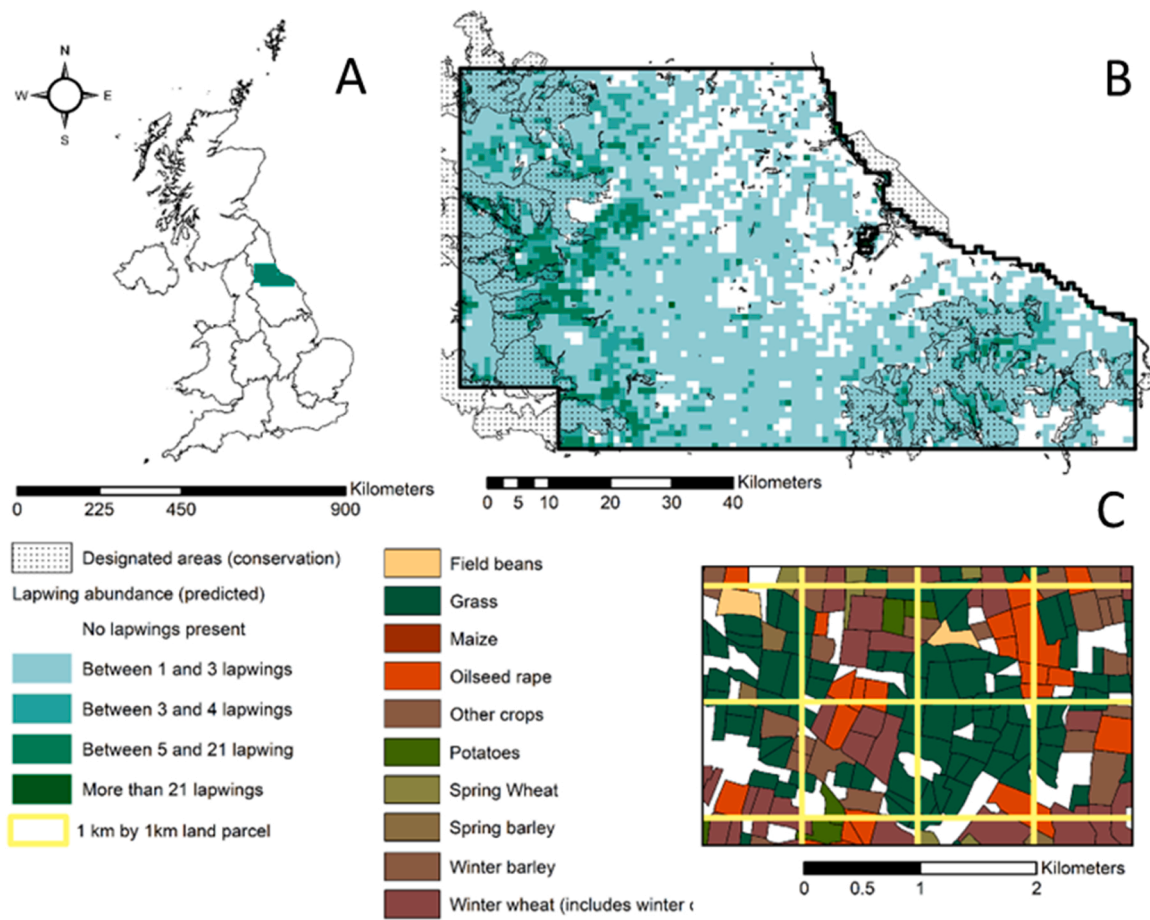 A
N
W E
S
B
Kilometers
0 225 450 900
Kilometers
0 5 10 20 30 40
C
Designated areas (conservation)
Lapwing abundance (predicted)
No lapwings present
Between 1 and 3 lapwings
Between 3 and 4 lapwings
Between 5 and 21 lapwing
More than 21 lapwings
1 km by 1km land parcel
Field beans
Grass
Maize
Oilseed rape
Other crops
Potatoes
Spring Wheat
Spring barley
Winter barley
Winter wheat (includes winter
Kilometers
0 0.5 1 2